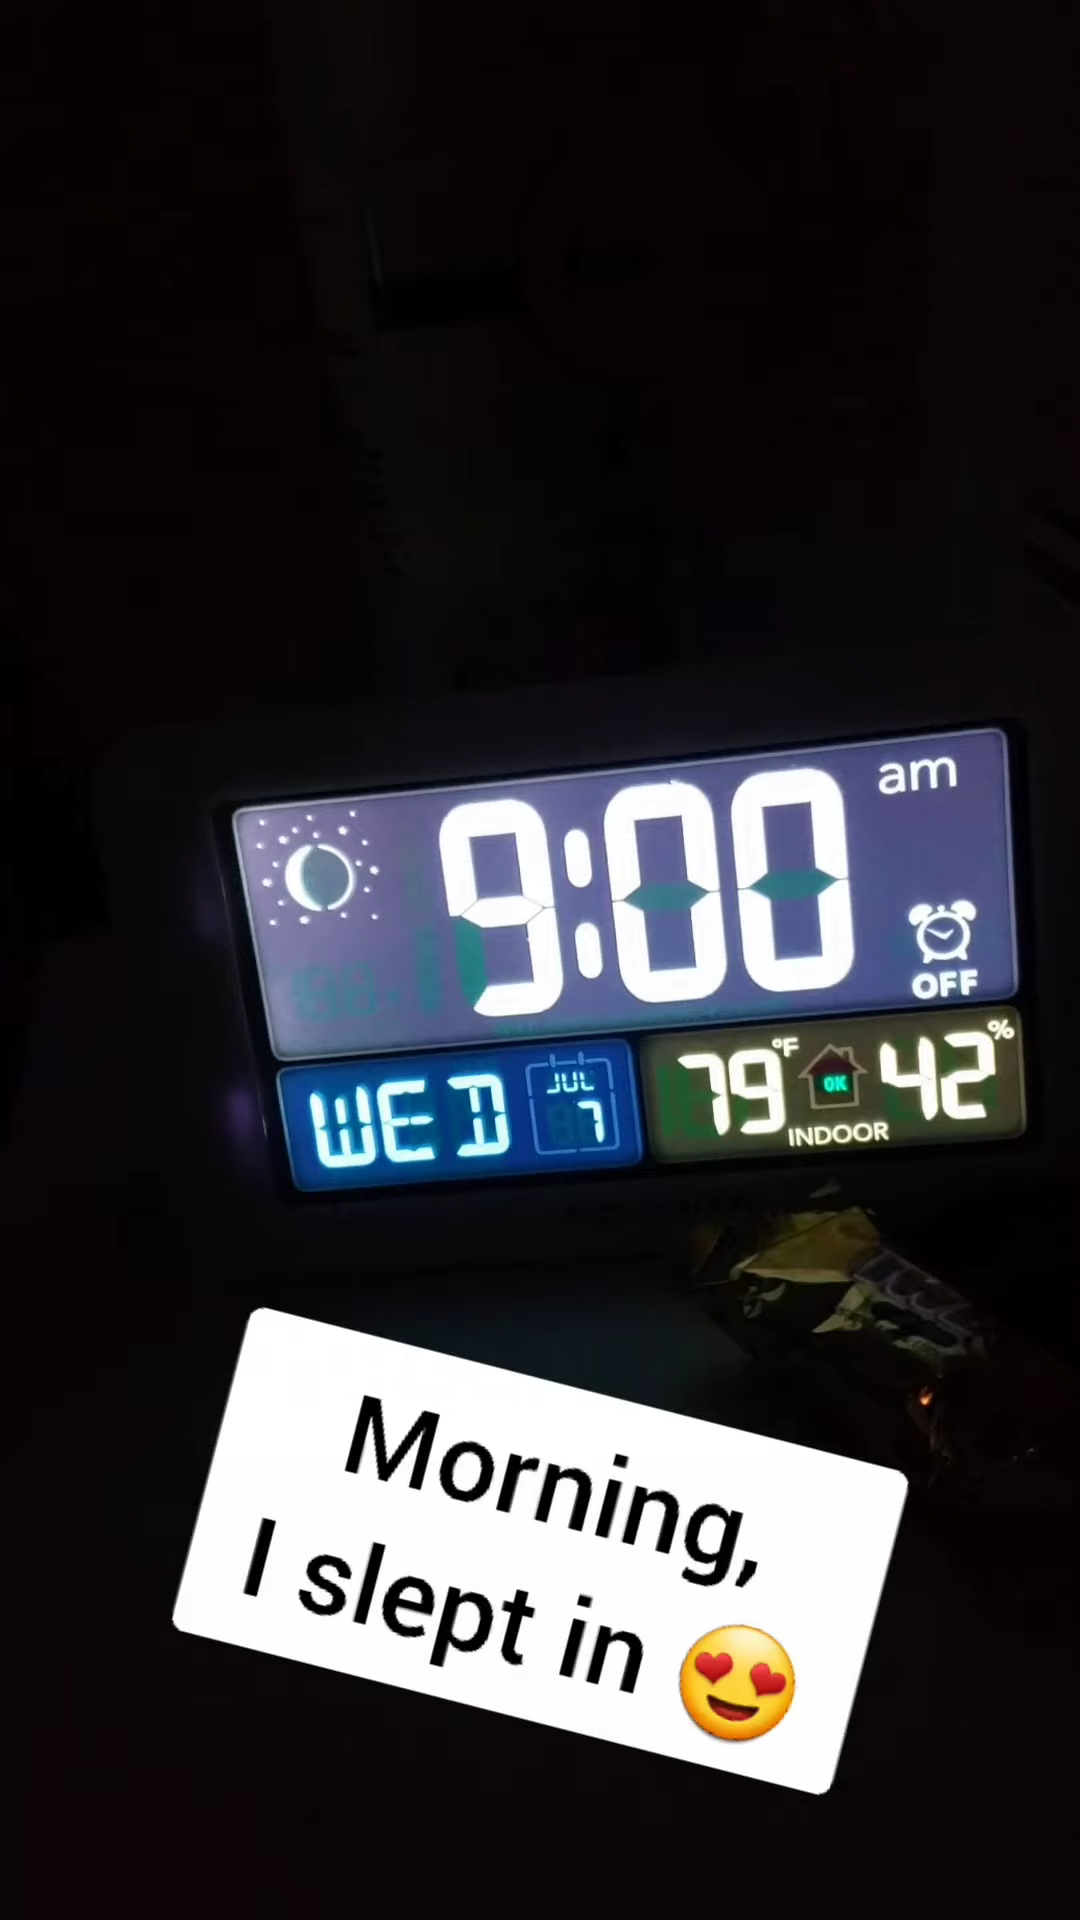 9:00 am
OFF
WED JUL 79°F OK 42%
7
INDOOR
Morning,
I slept in 😍